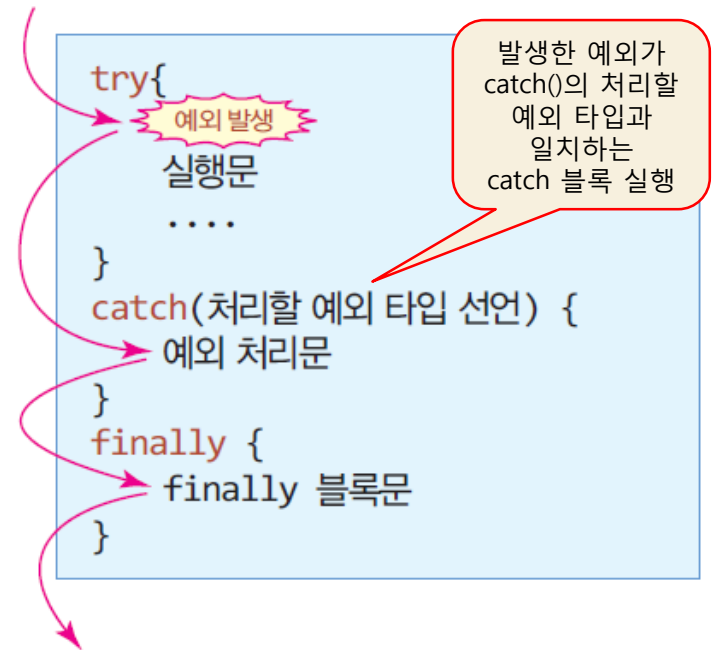 try{
예외 발생
실행문
....
}
catch(처리할 예외 타입 선언) {
예외 처리문
}
finally {
finally 블록문
}
발생한 예외가
catch()의 처리할
예외 타입과
일치하는
catch 블록 실행